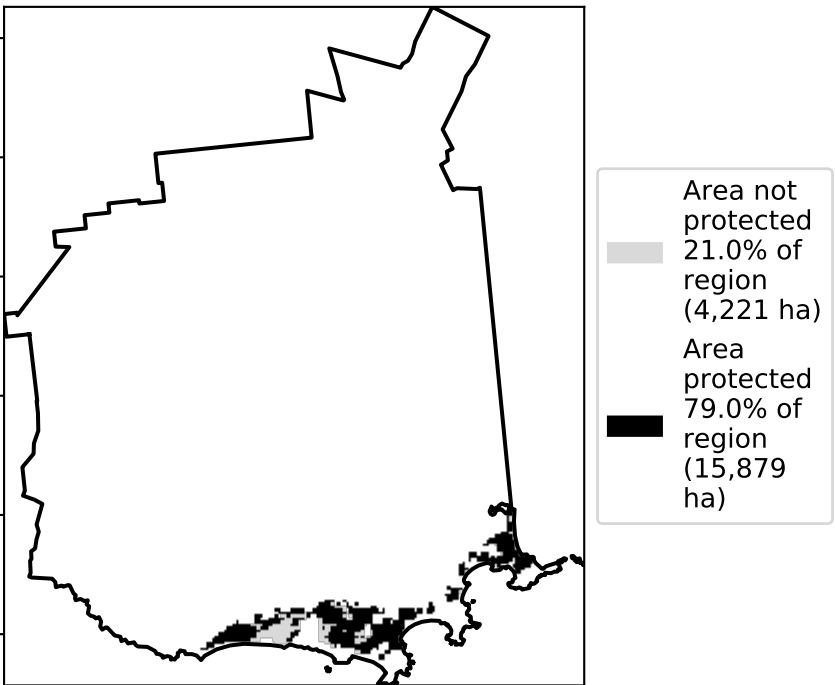 Area not
protected
21.0% of
region
(4,221 ha)
Area
protected
79.0% of
region
(15,879
ha)